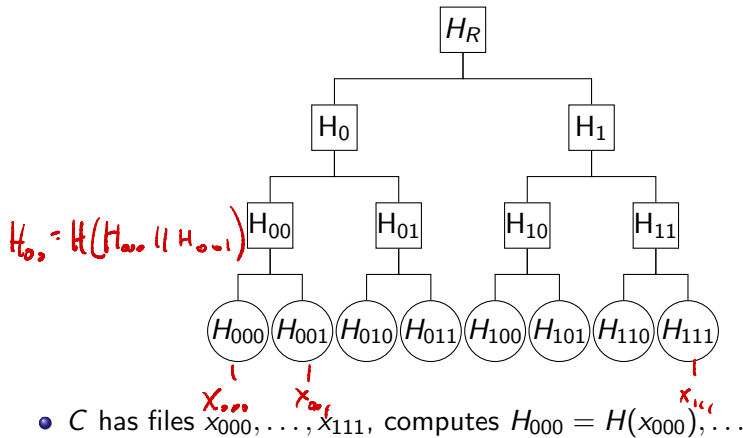 H_R
H_0 H_1
H_00 H_01 H_10 H_11
H_00 = H(H_000 || H_001)
H_000 H_001 H_010 H_011 H_100 H_101 H_110 H_111
x_000 x_001 x_111
• C has files x_000, . . . , x_111, computes H_000 = H(x_000), . . .